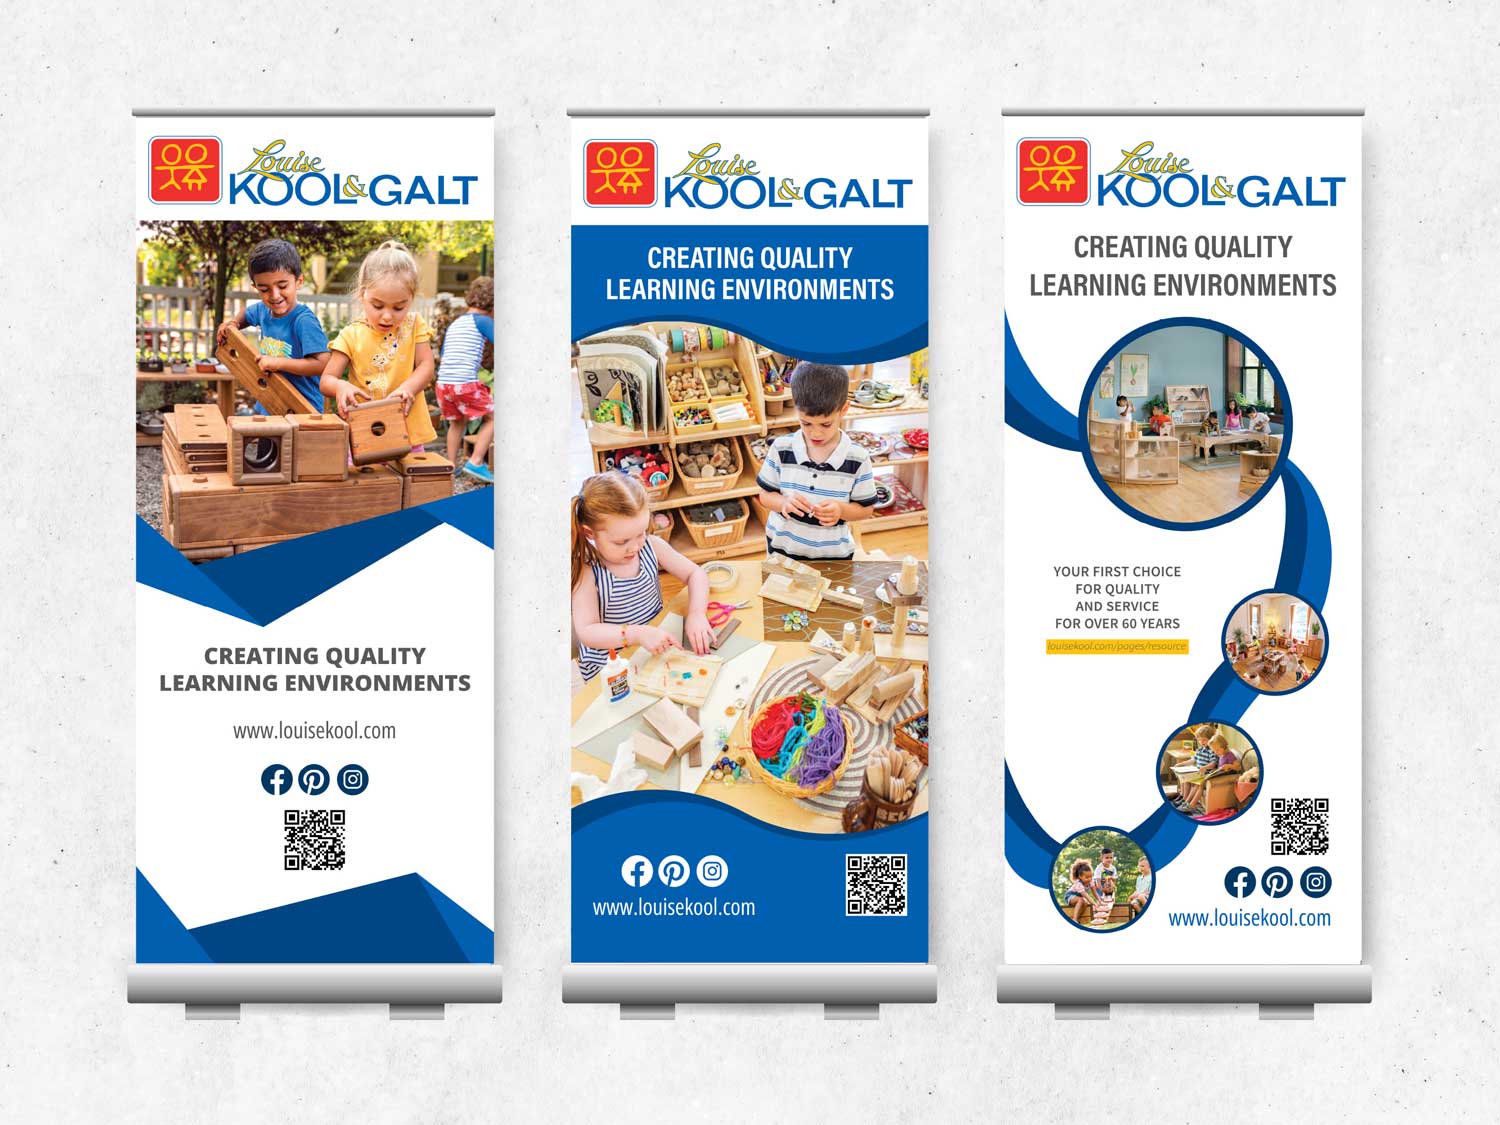 Louise
KOOL & GALT
CREATING QUALITY
LEARNING ENVIRONMENTS
www.louisekool.com
Louise
KOOL & GALT
CREATING QUALITY
LEARNING ENVIRONMENTS
www.louisekool.com
Louise
KOOL & GALT
CREATING QUALITY
LEARNING ENVIRONMENTS
YOUR FIRST CHOICE
FOR QUALITY
AND SERVICE
FOR OVER 60 YEARS
louisekool.com/pages/resource
www.louisekool.com